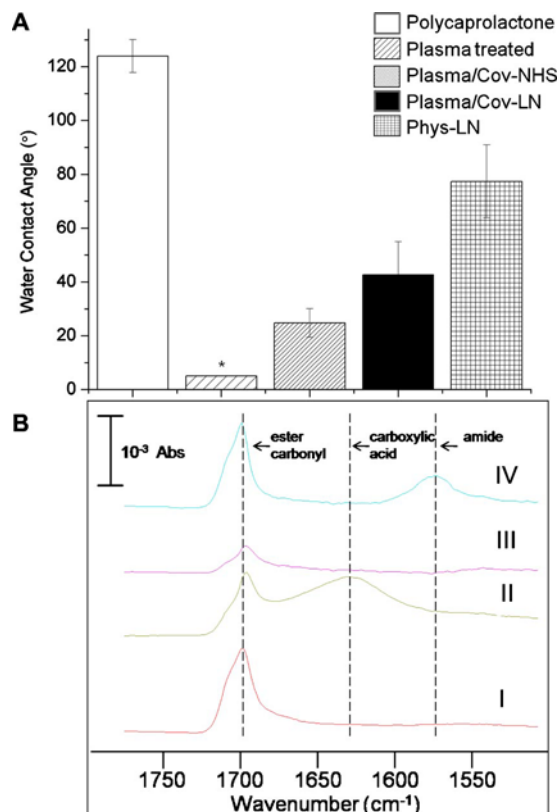 A
Water Contact Angle (°)
120
100
80
60
40
20
0
Polycaprolactone
Plasma treated
Plasma/Cov-NHS
Plasma/Cov-LN
Phys-LN
*
B
10⁻³ Abs
ester carbonyl
carboxylic acid
amide
IV
III
II
I
1750 1700 1650 1600 1550
Wavenumber (cm⁻¹)